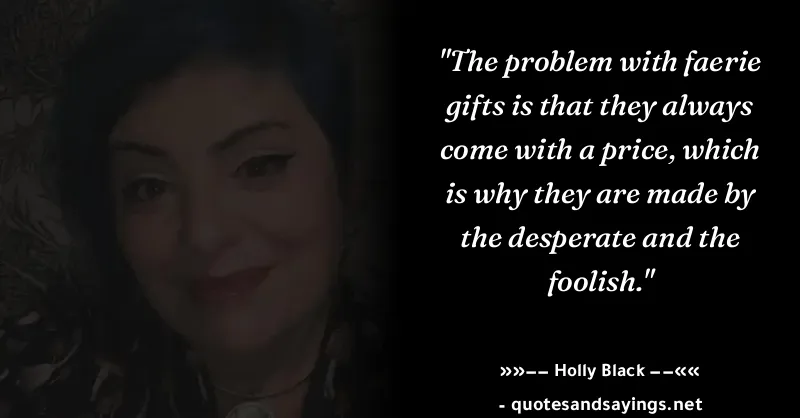 "The problem with faerie
gifts is that they always
come with a price, which
is why they are made by
the desperate and the
foolish."
»»–– Holly Black ––««
- quotesandsayings.net